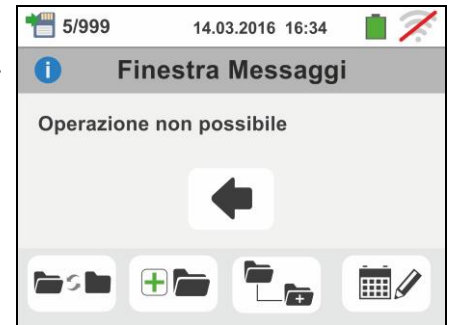 5/999 14.03.2016 16:34
Finestra Messaggi
Operazione non possibile